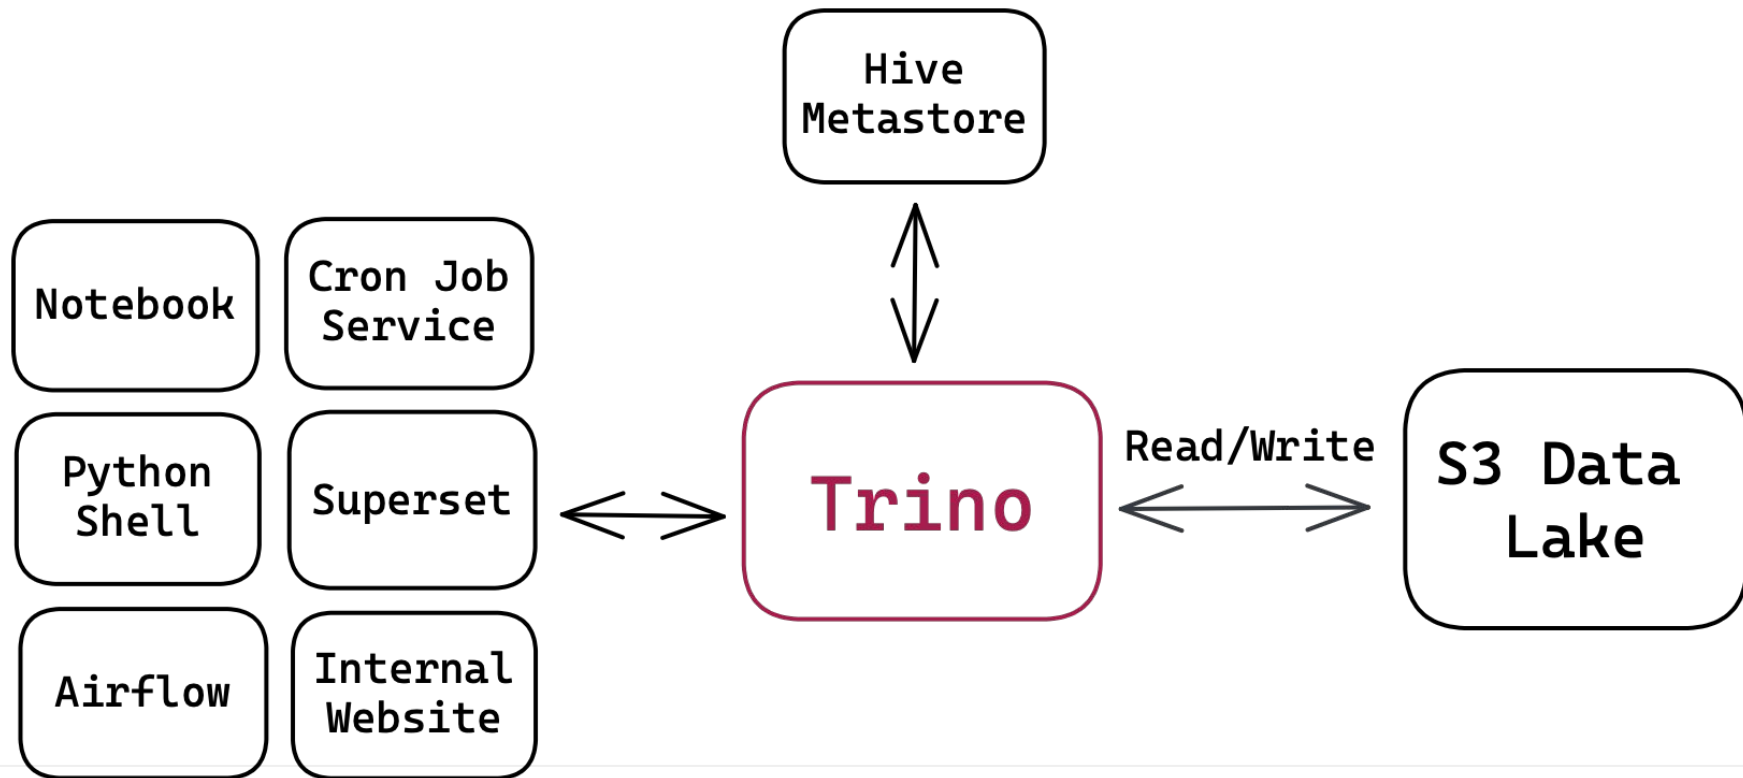 Hive
Metastore
Notebook
Cron Job
Service
Python
Shell
Superset
Airflow
Internal
Website
Trino
Read/Write
S3 Data
Lake